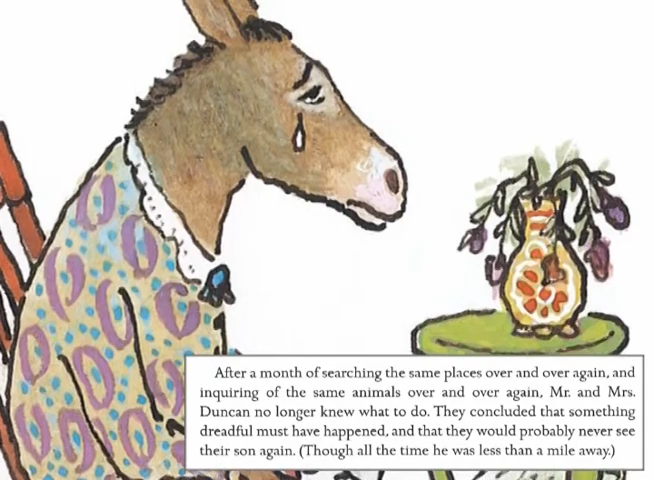 After a month of searching the same places over and over again, and
inquiring of the same animals over and over again, Mr. and Mrs.
Duncan no longer knew what to do. They concluded that something
dreadful must have happened, and that they would probably never see
their son again. (Though all the time he was less than a mile away.)